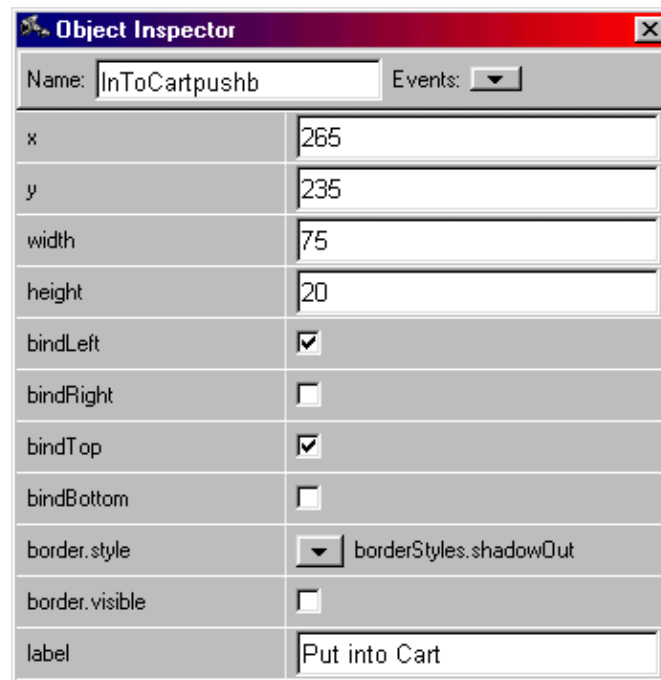 Object Inspector
Name: InToCartpushb Events:
x 265
y 235
width 75
height 20
bindLeft
bindRight
bindTop
bindBottom
border.style borderStyles.shadowOut
border.visible
label Put into Cart